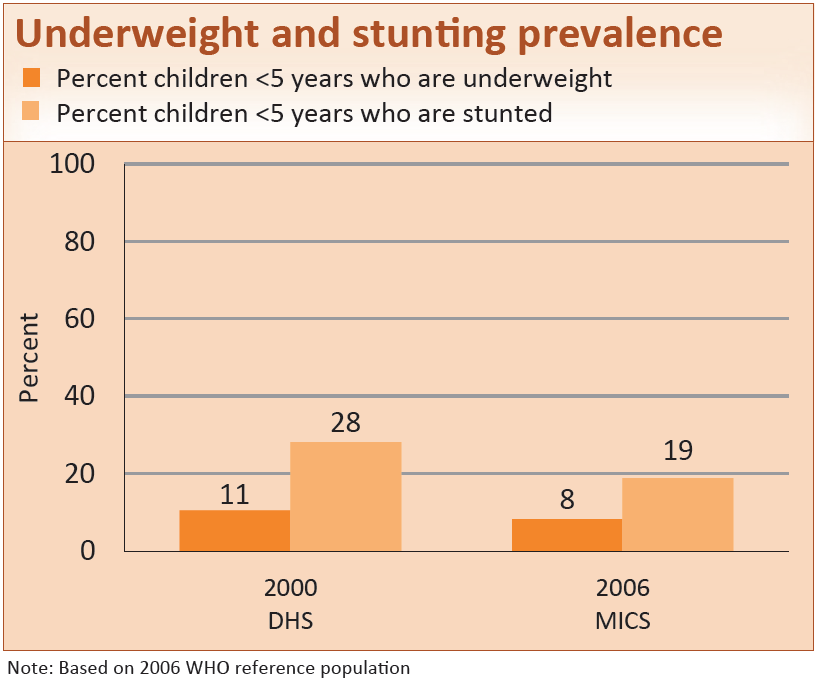 Underweight and stunting prevalence
Percent children <5 years who are underweight
Percent children <5 years who are stunted
100
80
60
40
20
0
Percent
11
28
8
19
2000
DHS
2006
MICS
Note: Based on 2006 WHO reference population